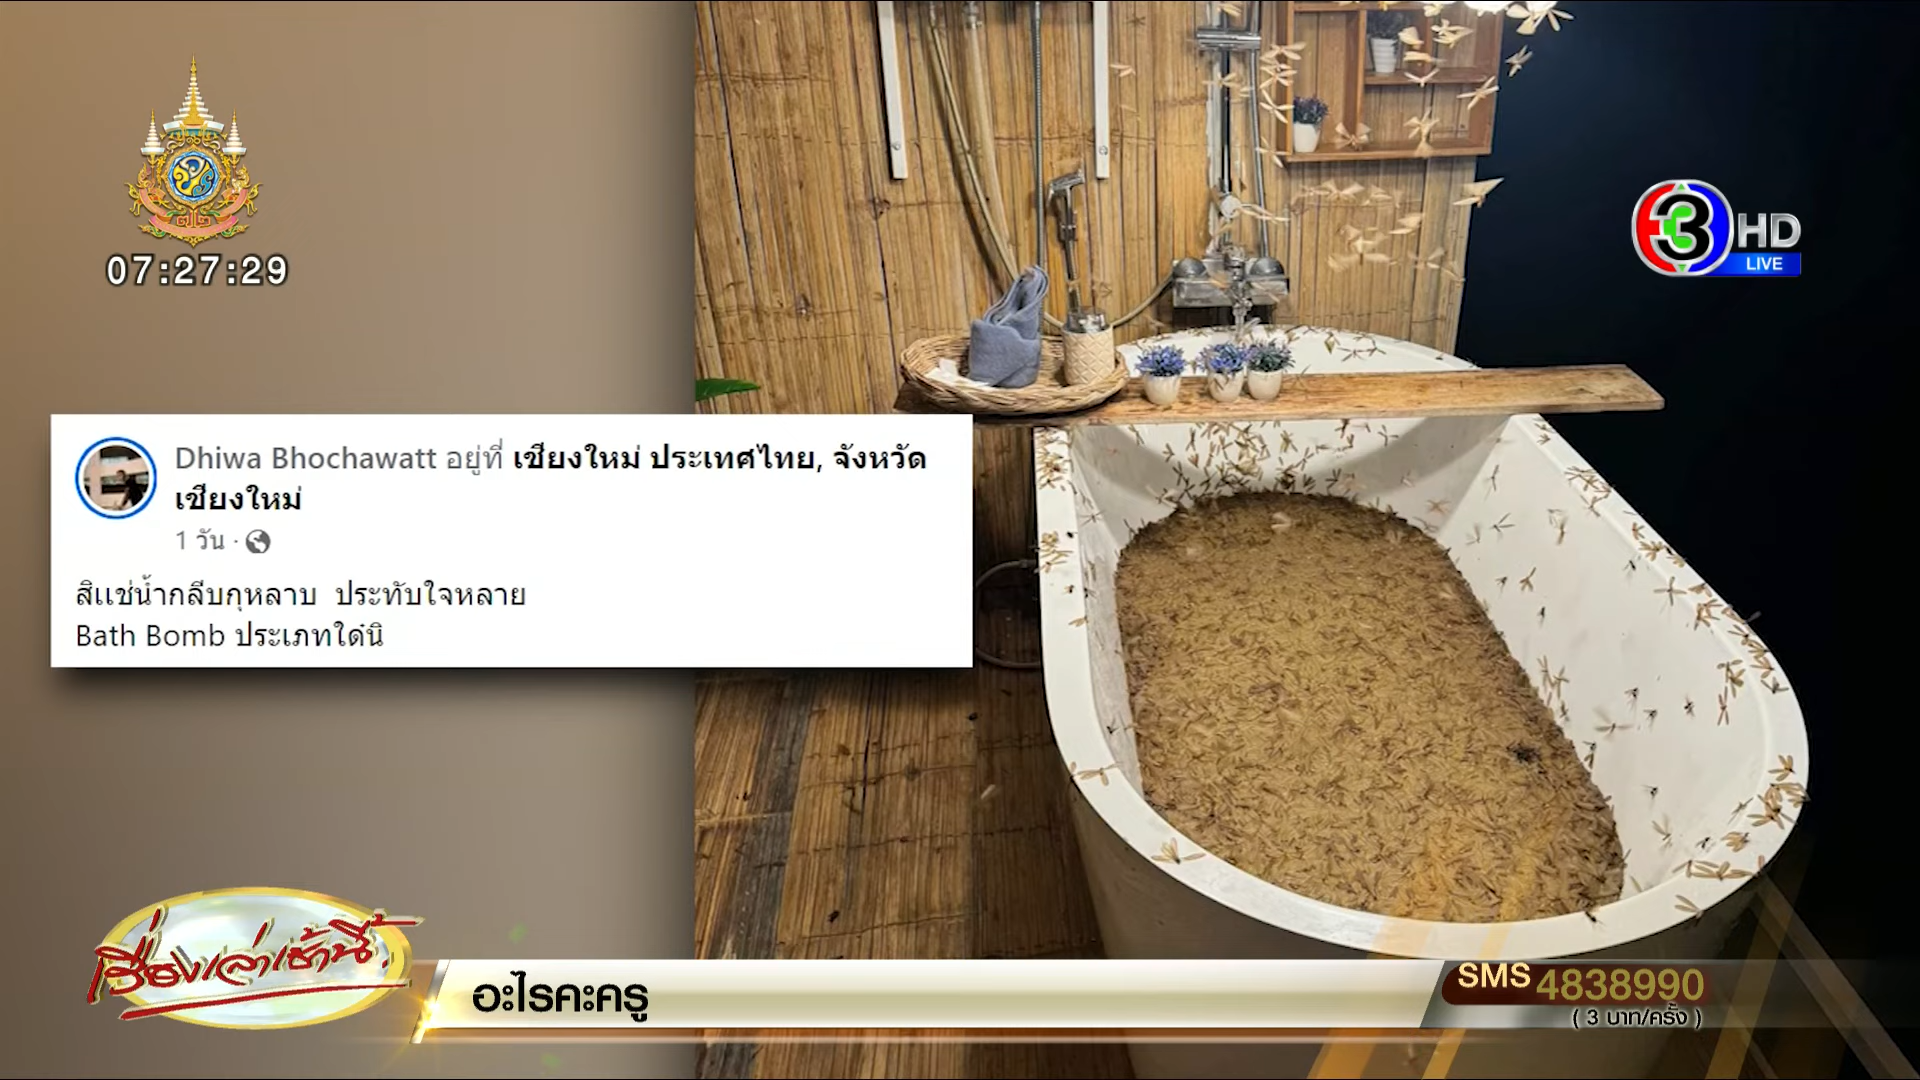 07:27:29
3 HD
LIVE
Dhiwa Bhochawatt อยู่ที่ เชียงใหม่ ประเทศไทย, จังหวัด
เชียงใหม่
1 วัน ·
สิแช่น้ำกลีบกุหลาบ ประทับใจหลาย
Bath Bomb ประเภทใด๋นิ
เรื่องเล่าเช้านี้
อะไรคะครู
SMS 4838990
( 3 บาท/ครั้ง )